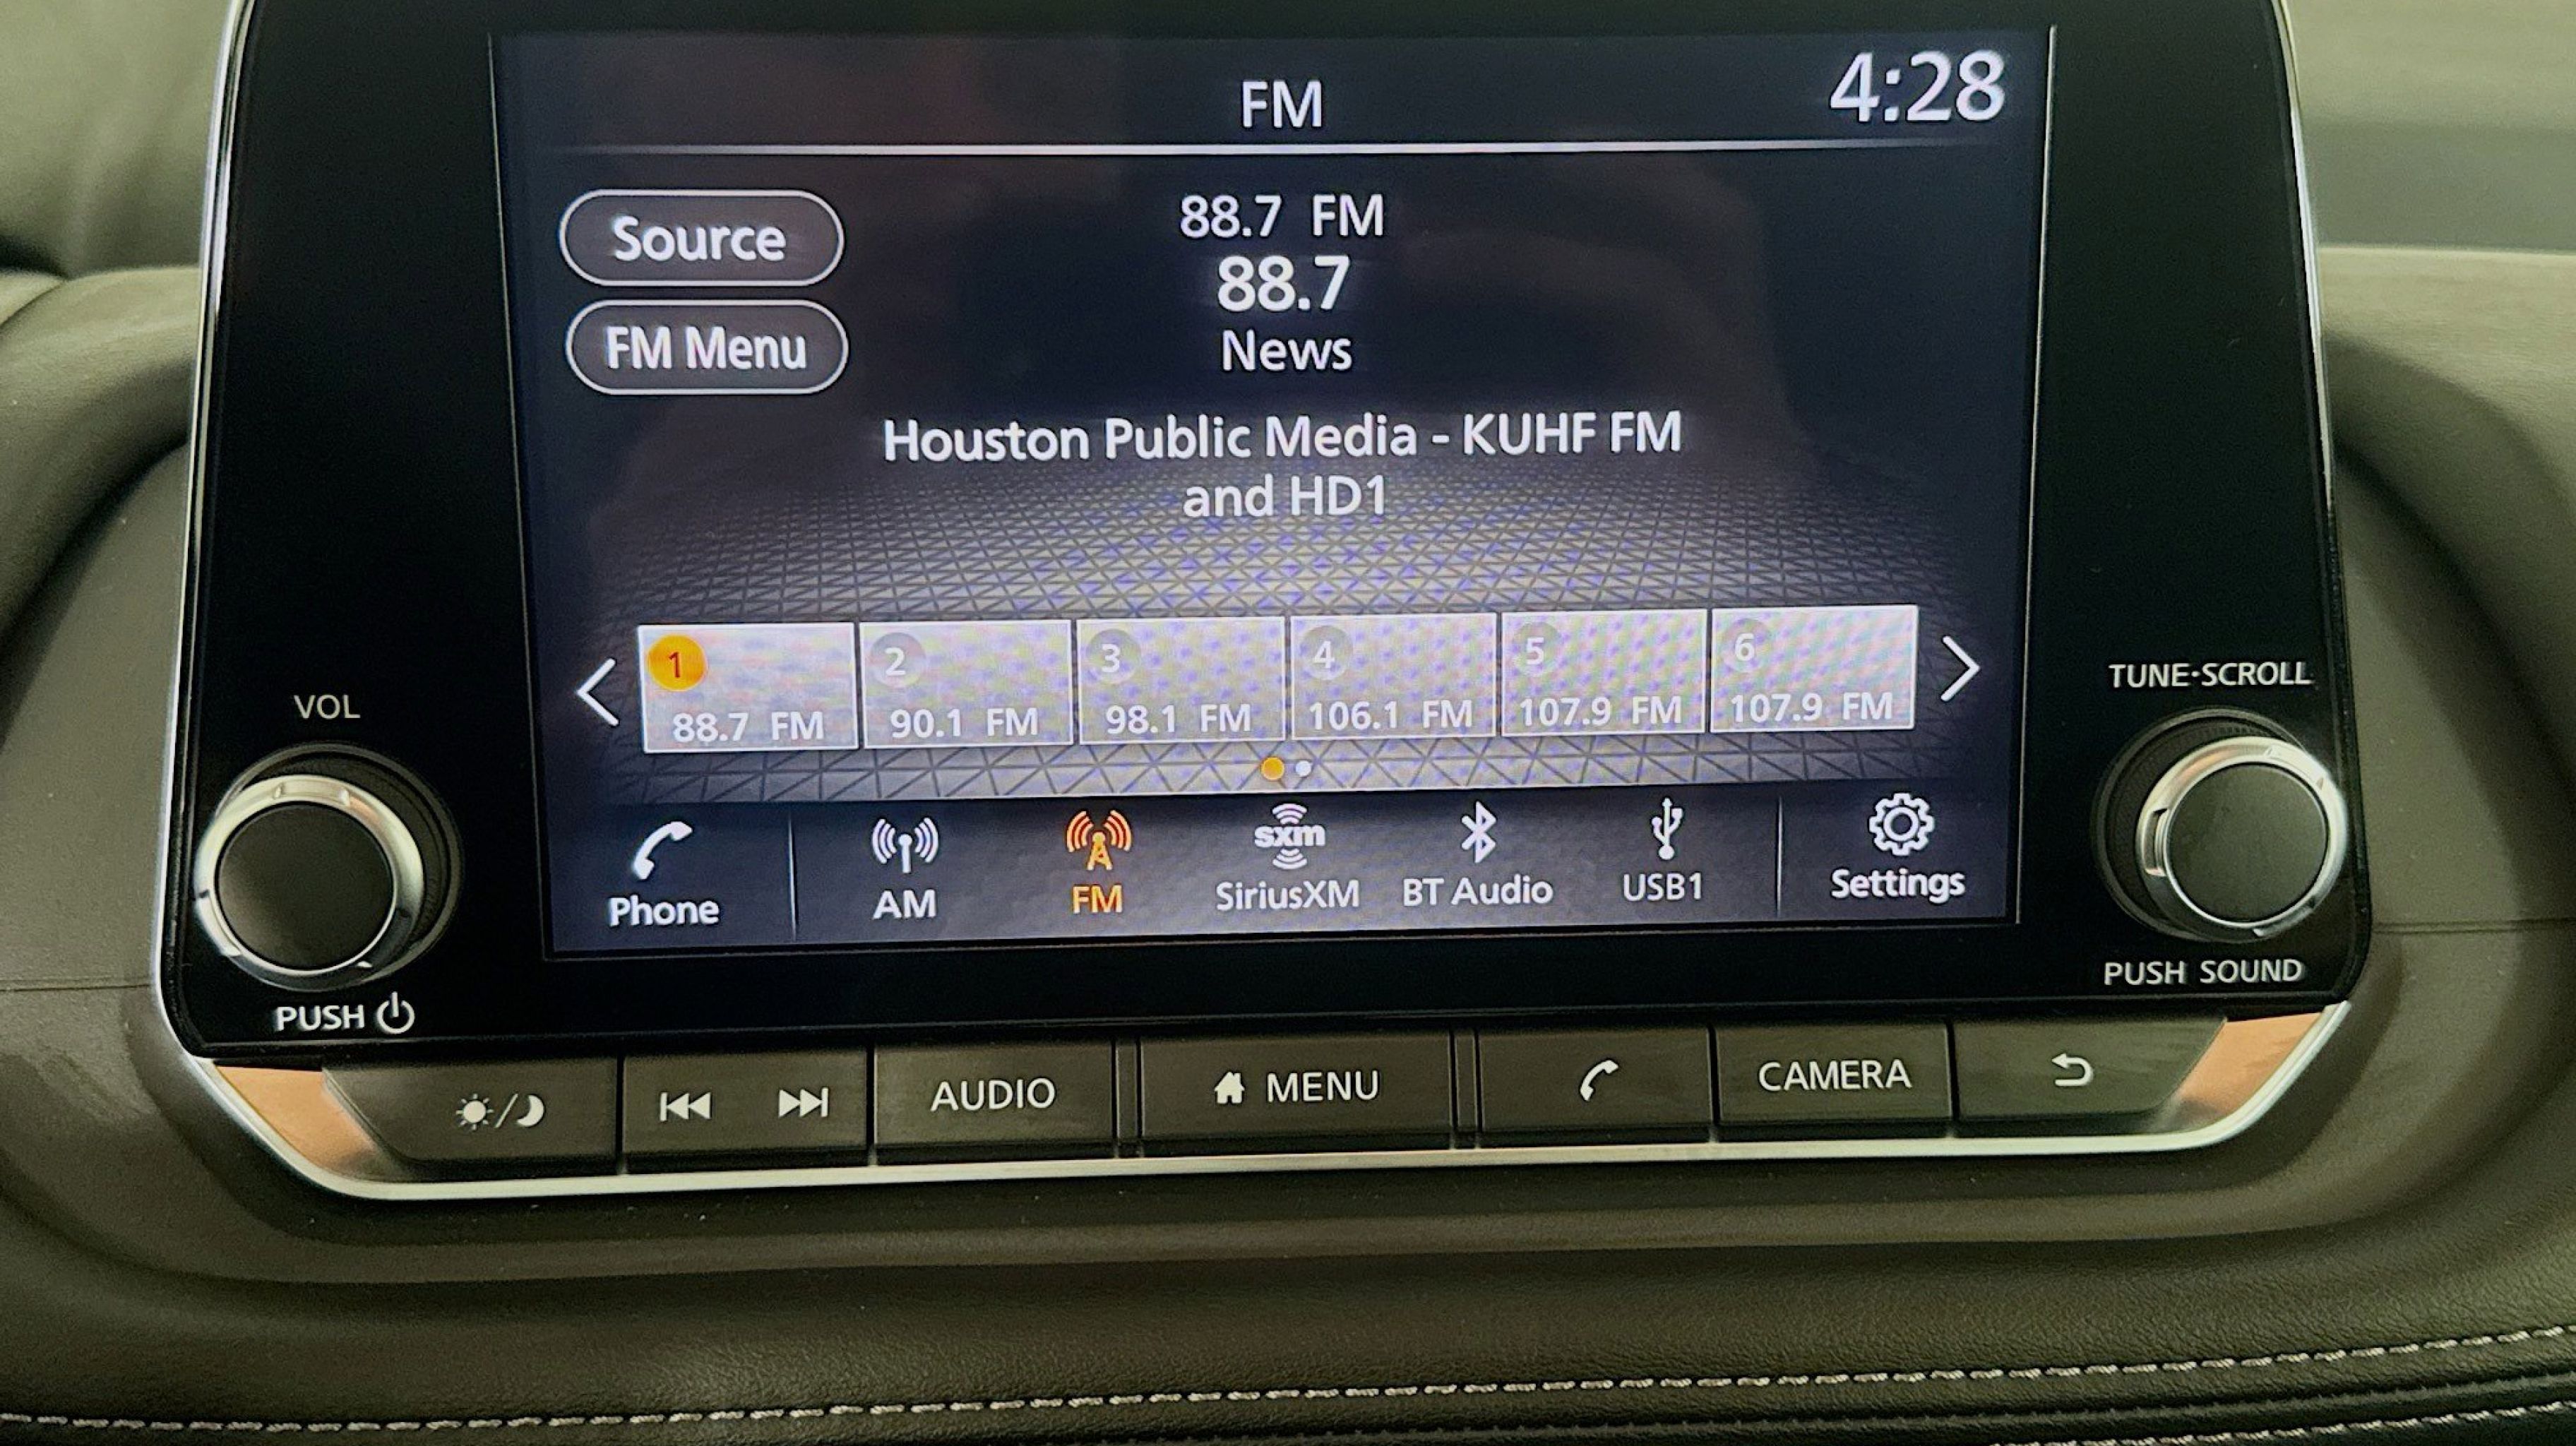 FM
4:28
Source
FM Menu
88.7 FM
88.7
News
Houston Public Media - KUHF FM
and HD1
1
88.7 FM
2
90.1 FM
3
98.1 FM
4
106.1 FM
5
107.9 FM
6
107.9 FM
Phone
AM
FM
sxm
SiriusXM
BT Audio
USB1
Settings
VOL
PUSH
TUNE·SCROLL
PUSH SOUND
AUDIO
MENU
CAMERA